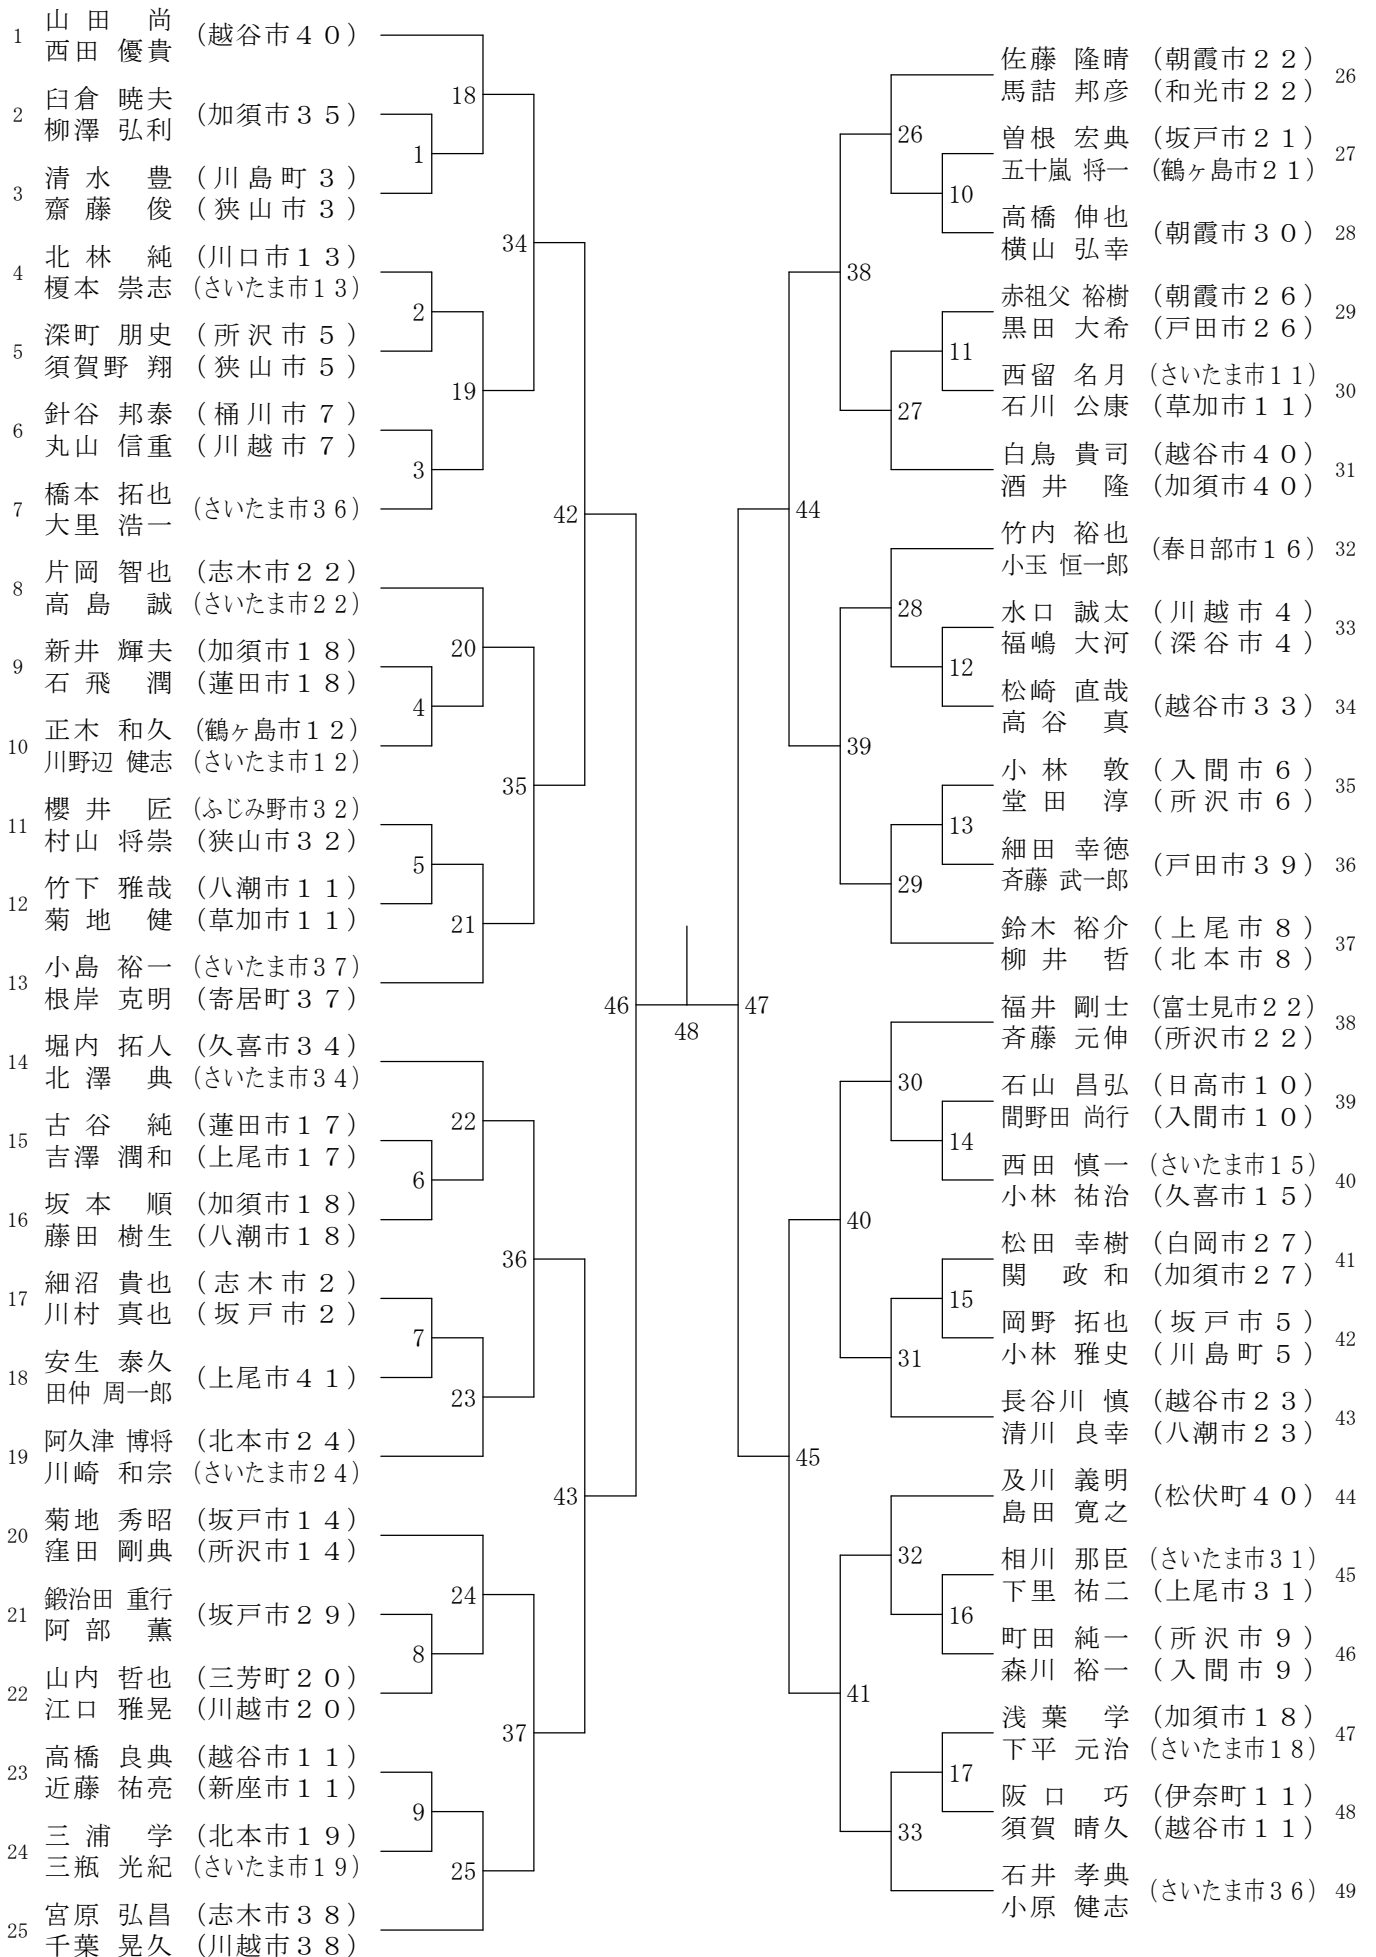 1 山田 尚 (越谷市40)
西田 優貴
2 臼倉 暁夫 (加須市35)
柳澤 弘利
3 清水 豊 (川島町3)
齋藤 俊 (狭山市3)
4 北林 純 (川口市13)
榎本 崇志 (さいたま市13)
5 深町 朋史 (所沢市5)
須賀野 翔 (狭山市5)
6 針谷 邦泰 (桶川市7)
丸山 信重 (川越市7)
7 橋本 拓也 (さいたま市36)
大里 浩一
8 片岡 智也 (志木市22)
高島 誠 (さいたま市22)
9 新井 輝夫 (加須市18)
石飛 潤 (蓮田市18)
10 正木 和久 (鶴ヶ島市12)
川野辺 健志 (さいたま市12)
11 櫻井 匠 (ふじみ野市32)
村山 将崇 (狭山市32)
12 竹下 雅哉 (八潮市11)
菊地 健 (草加市11)
13 小島 裕一 (さいたま市37)
根岸 克明 (寄居町37)
14 堀内 拓人 (久喜市34)
北澤 典 (さいたま市34)
15 古谷 純 (蓮田市17)
吉澤 潤和 (上尾市17)
16 坂本 順 (加須市18)
藤田 樹生 (八潮市18)
17 細沼 貴也 (志木市2)
川村 真也 (坂戸市2)
18 安生 泰久 (上尾市41)
田仲 周一郎
19 阿久津 博将 (北本市24)
川崎 和宗 (さいたま市24)
20 菊地 秀昭 (坂戸市14)
窪田 剛典 (所沢市14)
21 鍛治田 重行 (坂戸市29)
阿部 薫
22 山内 哲也 (三芳町20)
江口 雅晃 (川越市20)
23 高橋 良典 (越谷市11)
近藤 祐亮 (新座市11)
24 三浦 学 (北本市19)
三瓶 光紀 (さいたま市19)
25 宮原 弘昌 (志木市38)
千葉 晃久 (川越市38)
1
2
3
4
5
6
7
8
9
18
19
20
21
22
23
24
25
34
35
36
37
42
43
46
48
47
44
45
38
39
40
41
26
27
28
29
30
31
32
33
10
11
12
13
14
15
16
17
佐藤 隆晴 (朝霞市22) 26
馬詰 邦彦 (和光市22)
曽根 宏典 (坂戸市21) 27
五十嵐 将一 (鶴ヶ島市21)
高橋 伸也 (朝霞市30) 28
横山 弘幸
赤祖父 裕樹 (朝霞市26) 29
黒田 大希 (戸田市26)
西留 名月 (さいたま市11) 30
石川 公康 (草加市11)
白鳥 貴司 (越谷市40) 31
酒井 隆 (加須市40)
竹内 裕也 (春日部市16) 32
小玉 恒一郎
水口 誠太 (川越市4) 33
福嶋 大河 (深谷市4)
松崎 直哉 (越谷市33) 34
高谷 真
小林 敦 (入間市6) 35
堂田 淳 (所沢市6)
細田 幸徳 (戸田市39) 36
斉藤 武一郎
鈴木 裕介 (上尾市8) 37
柳井 哲 (北本市8)
福井 剛士 (富士見市22) 38
斉藤 元伸 (所沢市22)
石山 昌弘 (日高市10) 39
間野田 尚行 (入間市10)
西田 慎一 (さいたま市15) 40
小林 祐治 (久喜市15)
松田 幸樹 (白岡市27) 41
関 政和 (加須市27)
岡野 拓也 (坂戸市5) 42
小林 雅史 (川島町5)
長谷川 慎 (越谷市23) 43
清川 良幸 (八潮市23)
及川 義明 (松伏町40) 44
島田 寛之
相川 那臣 (さいたま市31) 45
下里 祐二 (上尾市31)
町田 純一 (所沢市9) 46
森川 裕一 (入間市9)
浅葉 学 (加須市18) 47
下平 元治 (さいたま市18)
阪口 巧 (伊奈町11) 48
須賀 晴久 (越谷市11)
石井 孝典 (さいたま市36) 49
小原 健志